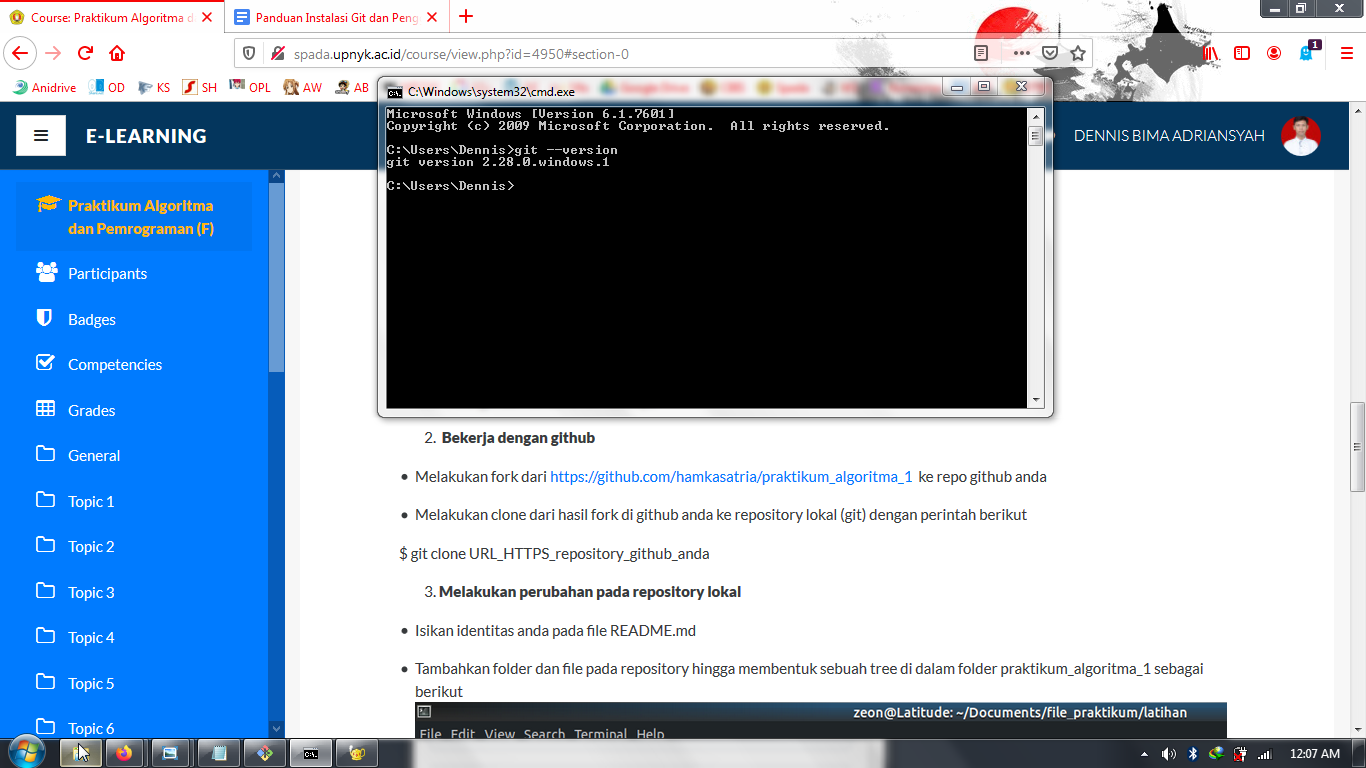 Course: Praktikum Algoritma d
Panduan Instalasi Git dan Peng
spada.upnyk.ac.id/course/view.php?id=4950#section-0
1
Anidrive OD KS SH OPL AW AB
C:\Windows\system32\cmd.exe
Microsoft Windows [Version 6.1.7601]
Copyright (c) 2009 Microsoft Corporation.  All rights reserved.
C:\Users\Dennis>git --version
git version 2.28.0.windows.1
C:\Users\Dennis>
E-LEARNING
DENNIS BIMA ADRIANSYAH
Praktikum Algoritma
dan Pemrograman (F)
Participants
Badges
Competencies
Grades
General
Topic 1
Topic 2
Topic 3
Topic 4
Topic 5
Topic 6
2. Bekerja dengan github
• Melakukan fork dari https://github.com/hamkasatria/praktikum_algoritma_1 ke repo github anda
• Melakukan clone dari hasil fork di github anda ke repository lokal (git) dengan perintah berikut
$ git clone URL_HTTPS_repository_github_anda
3. Melakukan perubahan pada repository lokal
• Isikan identitas anda pada file README.md
• Tambahkan folder dan file pada repository hingga membentuk sebuah tree di dalam folder praktikum_algoritma_1 sebagai
berikut
zeon@Latitude: ~/Documents/file_praktikum/latihan
File Edit View Search Terminal Help
12:07 AM